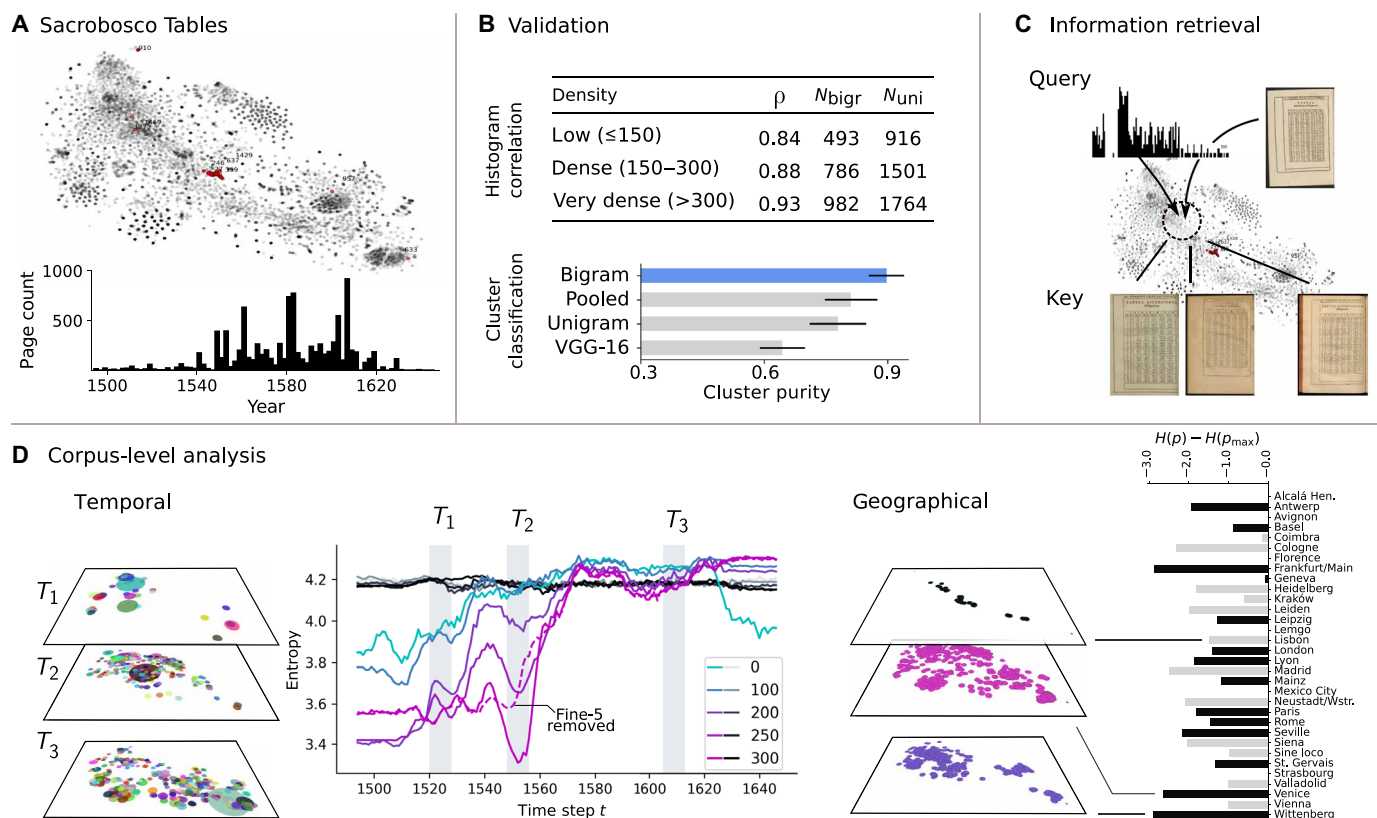 A Sacrobosco Tables
910
1429
637
246
359
957
633
Page count
1000
500
1500 1540 1580 1620
Year
B Validation
Histogram correlation
Density ρ Nbigr Nuni
Low (≤150) 0.84 493 916
Dense (150–300) 0.88 786 1501
Very dense (>300) 0.93 982 1764
Cluster classification
Bigram
Pooled
Unigram
VGG-16
0.3 0.6 0.9
Cluster purity
C Information retrieval
Query
Key
D Corpus-level analysis
Temporal
T1
T2
T3
T1 T2 T3
Entropy
4.2
4.0
3.8
3.6
3.4
Fine-5
removed
0
100
200
250
300
1500 1520 1540 1560 1580 1600 1620 1640
Time step t
Geographical
H(p) − H(pmax)
-3.0 -2.0 -1.0 -0.0
Alcalá Hen.
Antwerp
Avignon
Basel
Coimbra
Cologne
Florence
Frankfurt/Main
Geneva
Heidelberg
Kraków
Leiden
Leipzig
Lemgo
Lisbon
London
Lyon
Madrid
Mainz
Mexico City
Neustadt/Wstr.
Paris
Rome
Seville
Siena
Sine loco
St. Gervais
Strasbourg
Valladolid
Venice
Vienna
Wittenberg